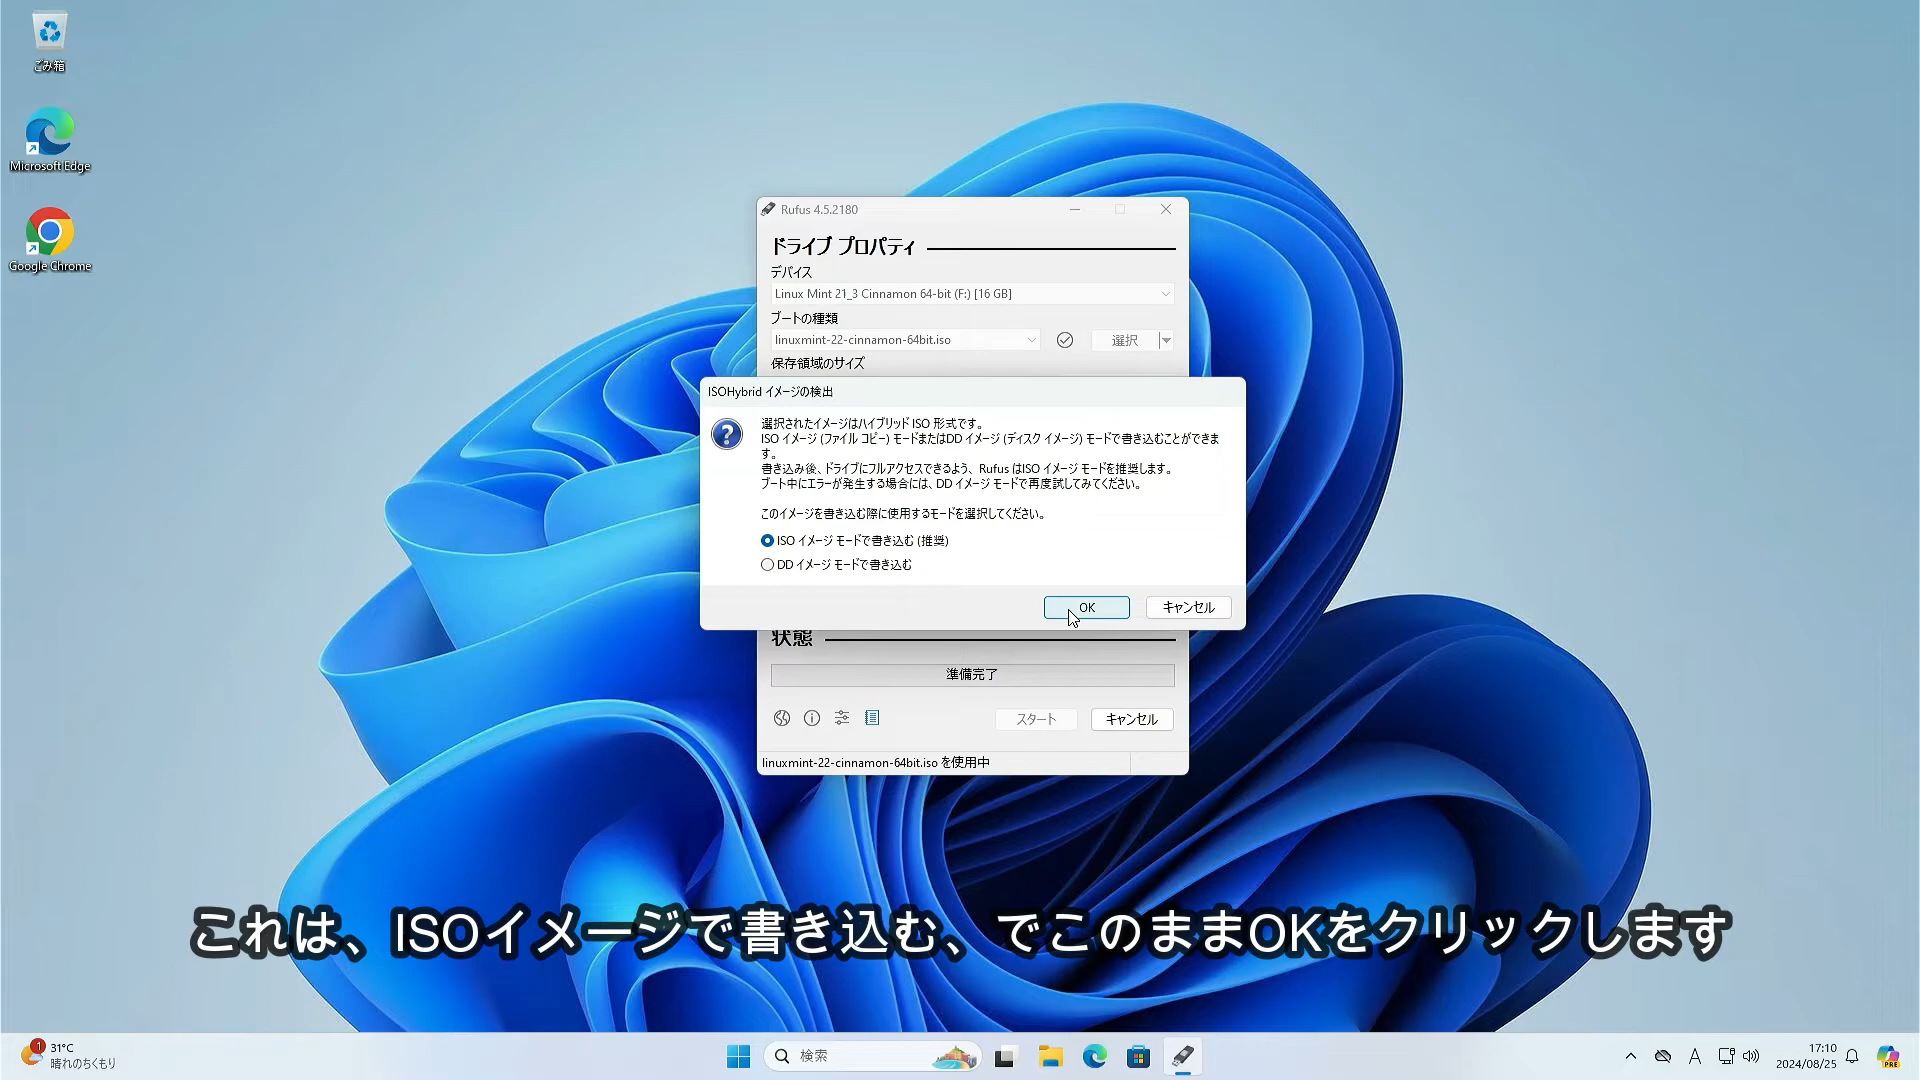 ごみ箱
Microsoft Edge
Google Chrome
Rufus 4.5.2180
ドライブ プロパティ
デバイス
Linux Mint 21_3 Cinnamon 64-bit (F:) [16 GB]
ブートの種類
linuxmint-22-cinnamon-64bit.iso
選択
保存領域のサイズ
ISOHybrid イメージの検出
選択されたイメージはハイブリッド ISO 形式です。
ISO イメージ (ファイル コピー) モードまたはDD イメージ (ディスク イメージ) モードで書き込むことができま
す。
書き込み後、ドライブにフルアクセスできるよう、Rufus はISO イメージ モードを推奨します。
ブート中にエラーが発生する場合には、DD イメージ モードで再度試してみてください。
このイメージを書き込む際に使用するモードを選択してください。
ISO イメージ モードで書き込む (推奨)
DD イメージ モードで書き込む
OK
キャンセル
状態
準備完了
スタート
キャンセル
linuxmint-22-cinnamon-64bit.iso を使用中
これは、ISOイメージで書き込む、でこのままOKをクリックします
1
31°C
晴れのちくもり
検索
A
17:10
2024/08/25
PRE